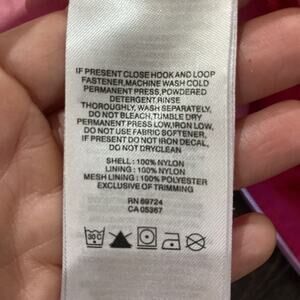 IF PRESENT CLOSE HOOK AND LOOP
FASTENER,MACHINE WASH COLD
PERMANENT PRESS,POWDERED
DETERGENT,RINSE
THOROUGHLY, WASH SEPARATELY,
DO NOT BLEACH,TUMBLE DRY
PERMANENT PRESS LOW,IRON LOW,
DO NOT USE FABRIC SOFTENER,
IF PRESENT DO NOT IRON DECAL,
DO NOT DRYCLEAN
SHELL : 100% NYLON
LINING : 100% NYLON
MESH LINING : 100% POLYESTER
EXCLUSIVE OF TRIMMING
RN 69724
CA 05367
30C